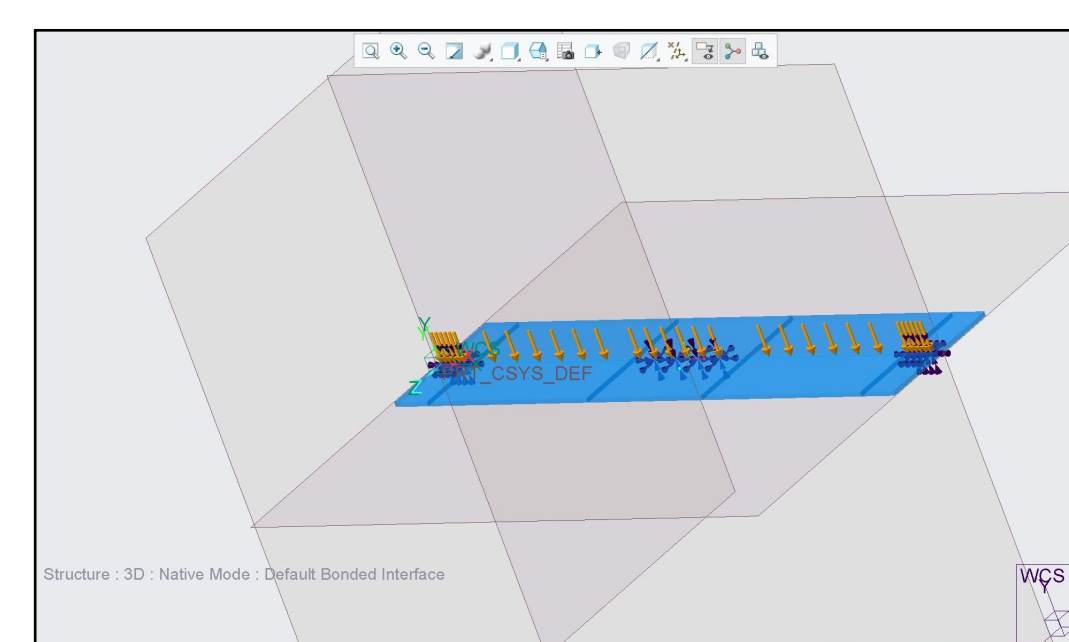 Y
Y
WCS
X
PRT_CSYS_DEF
Z
Structure : 3D : Native Mode : Default Bonded Interface
WCS
Y